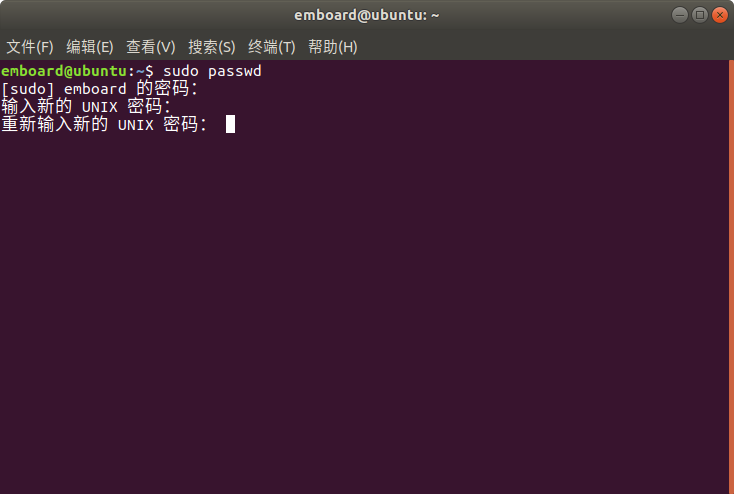 emboard@ubuntu: ~
文件(F) 编辑(E) 查看(V) 搜索(S) 终端(T) 帮助(H)
emboard@ubuntu:~$ sudo passwd
[sudo] emboard 的密码：
输入新的 UNIX 密码：
重新输入新的 UNIX 密码：